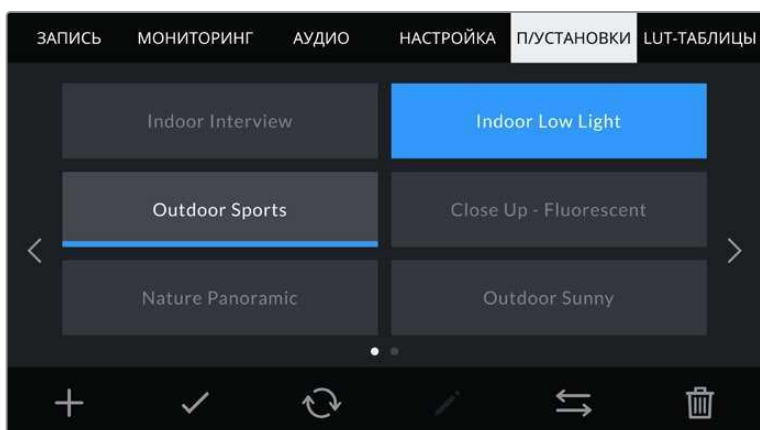 ЗАПИСЬ МОНИТОРИНГ АУДИО НАСТРОЙКА П/УСТАНОВКИ LUT-ТАБЛИЦЫ
Indoor Interview Indoor Low Light
Outdoor Sports Close Up - Fluorescent
Nature Panoramic Outdoor Sunny